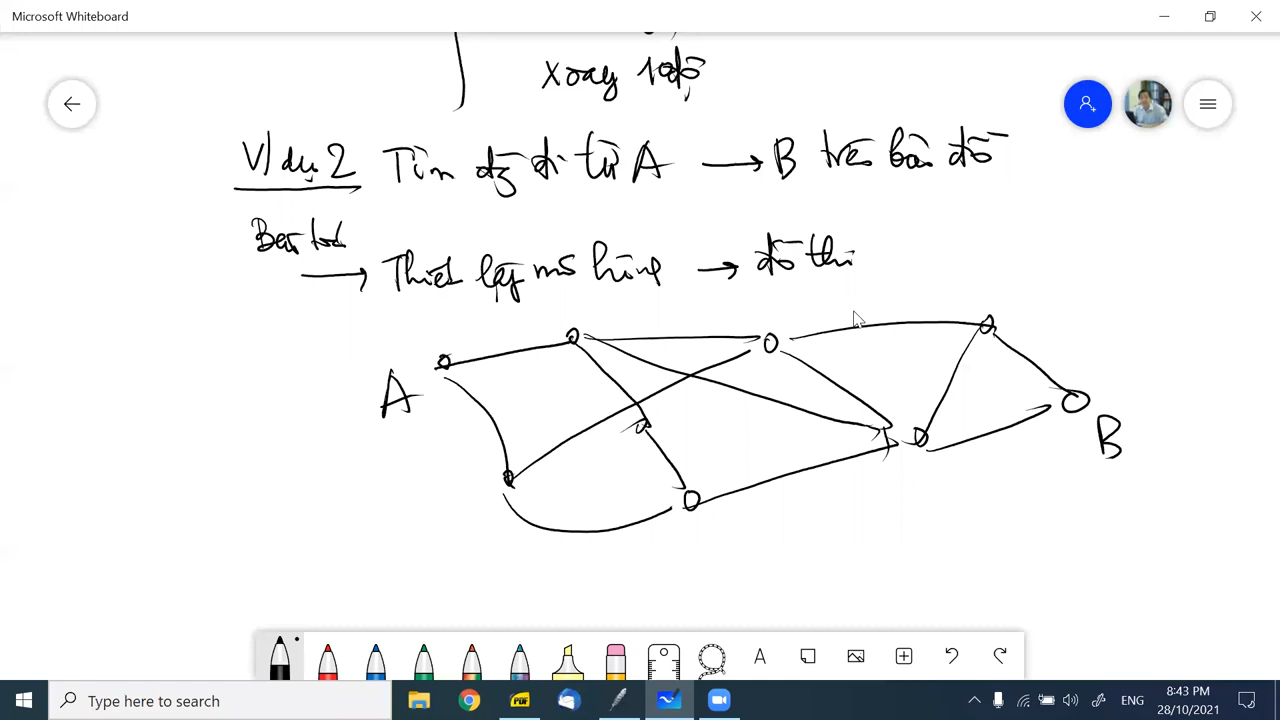 Microsoft Whiteboard
xoay
Ví dụ 2 Tìm đg đi từ A → B trên bản đồ
Bài toán
→ Thiết lập mô hình → đồ thị
A
B
A
Type here to search
PDF
ENG
8:43 PM
28/10/2021